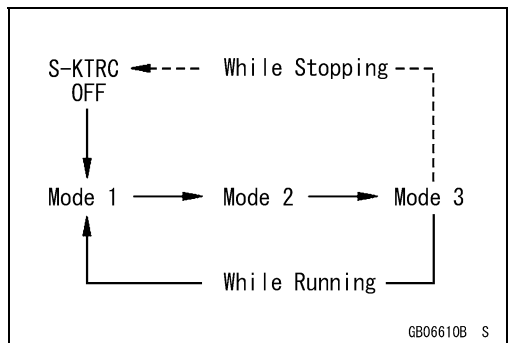 S-KTRC
OFF
While Stopping
Mode 1
Mode 2
Mode 3
While Running
GB06610B S